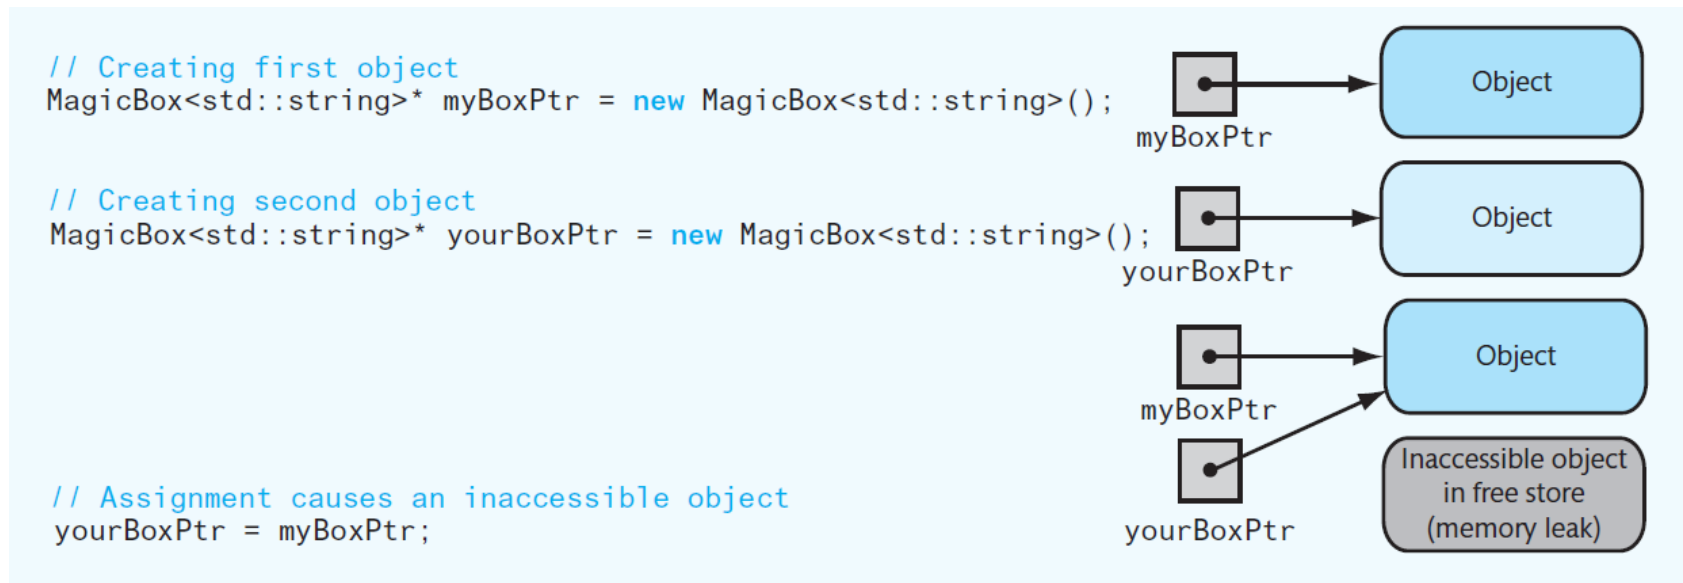 // Creating first object
MagicBox<std::string>* myBoxPtr = new MagicBox<std::string>();
myBoxPtr
Object
// Creating second object
MagicBox<std::string>* yourBoxPtr = new MagicBox<std::string>();
yourBoxPtr
Object
myBoxPtr
Object
// Assignment causes an inaccessible object
yourBoxPtr = myBoxPtr;
yourBoxPtr
Inaccessible object
in free store
(memory leak)